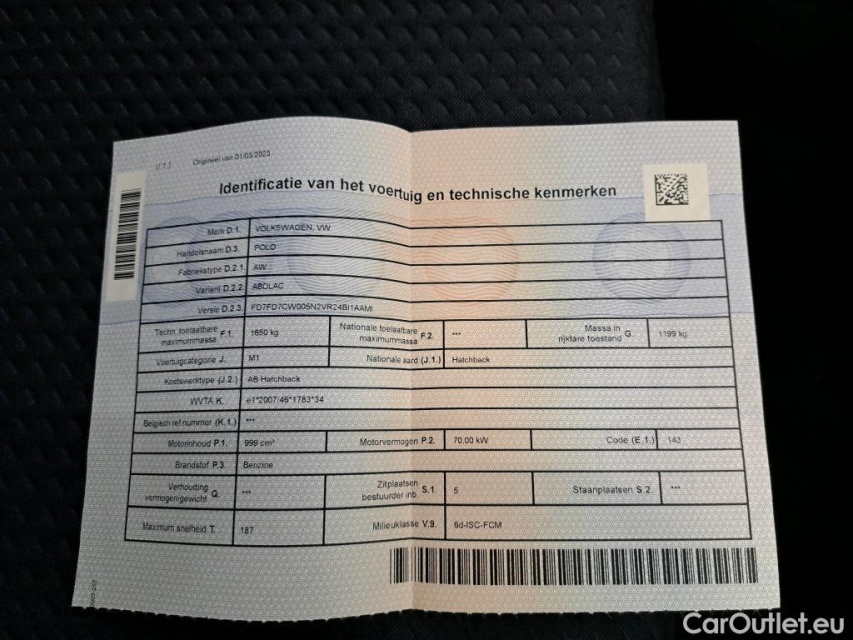 Origineel van 01/03/2023
Identificatie van het voertuig en technische kenmerken
Merk D.1. VOLKSWAGEN, VW
Handelsnaam D.3. POLO
Fabriekstype D.2.1. AW
Variant D.2.2. ABDLAC
Versie D.2.3. FD7FD7CW005N2VR24BI1AAMI
Techn. toelaatbare maximummassa F.1. 1650 kg Nationale toelaatbare maximummassa F.2. *** Massa in rijklare toestand G. 1199 kg
Voertuigcategorie J. M1 Nationale aard (J.1.) Hatchback
Koetswerktype (J.2.) AB Hatchback
WVTA K. e1*2007/46*1783*34
Belgisch ref.nummer (K.1.) ***
Motorinhoud P.1. 999 cm³ Motorvermogen P.2. 70,00 kW Code (E.1.) 143
Brandstof P.3. Benzine
Verhouding vermogen/gewicht Q. *** Zitplaatsen bestuurder inb. S.1. 5 Staanplaatsen S.2. ***
Maximum snelheid T. 187 Milieuklasse V.9. 6d-ISC-FCM
CarOutlet.eu